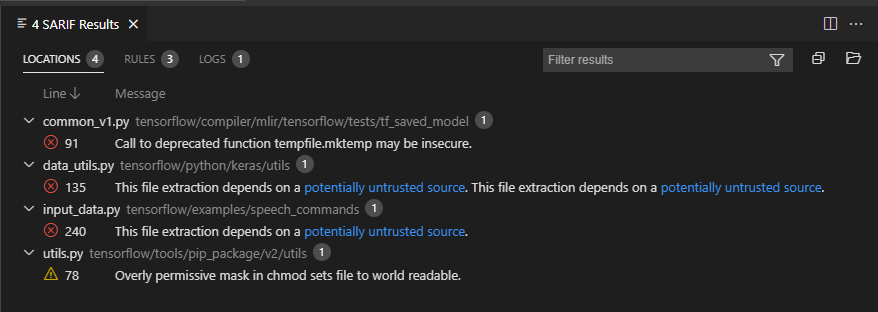 4 SARIF Results
LOCATIONS 4 RULES 3 LOGS 1 Filter results
Line Message
common_v1.py tensorflow/compiler/mlir/tensorflow/tests/tf_saved_model 1
91 Call to deprecated function tempfile.mktemp may be insecure.
data_utils.py tensorflow/python/keras/utils 1
135 This file extraction depends on a potentially untrusted source. This file extraction depends on a potentially untrusted source.
input_data.py tensorflow/examples/speech_commands 1
240 This file extraction depends on a potentially untrusted source.
utils.py tensorflow/tools/pip_package/v2/utils 1
78 Overly permissive mask in chmod sets file to world readable.